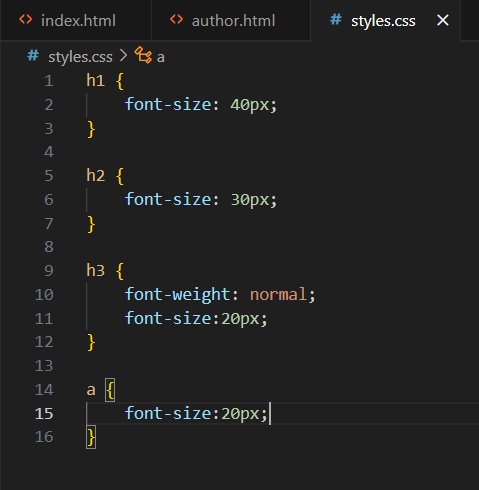 index.html author.html styles.css
styles.css a
1 h1 {
2 font-size: 40px;
3 }
4
5 h2 {
6 font-size: 30px;
7 }
8
9 h3 {
10 font-weight: normal;
11 font-size:20px;
12 }
13
14 a {
15 font-size:20px;
16 }